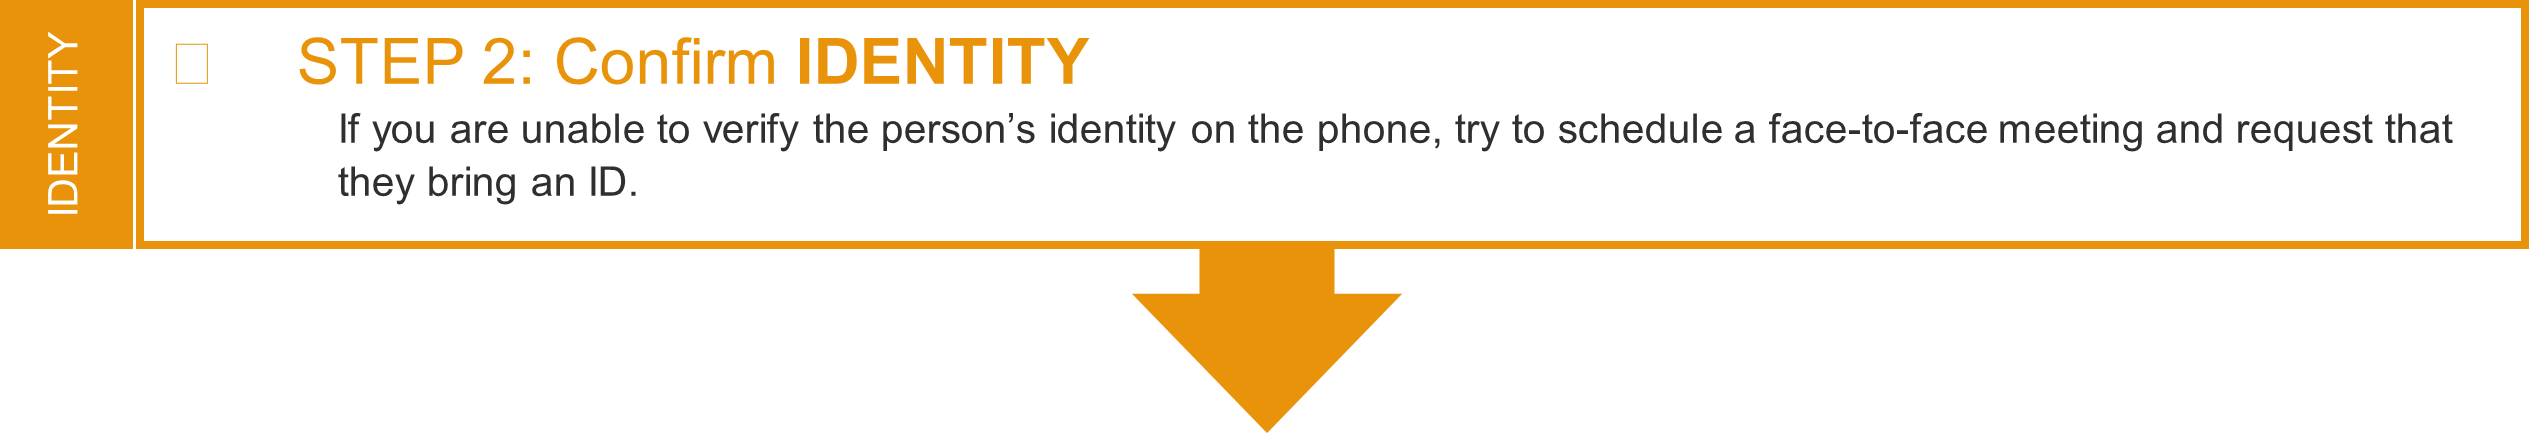 IDENTITY
STEP 2: Confirm IDENTITY
If you are unable to verify the person’s identity on the phone, try to schedule a face-to-face meeting and request that
they bring an ID.